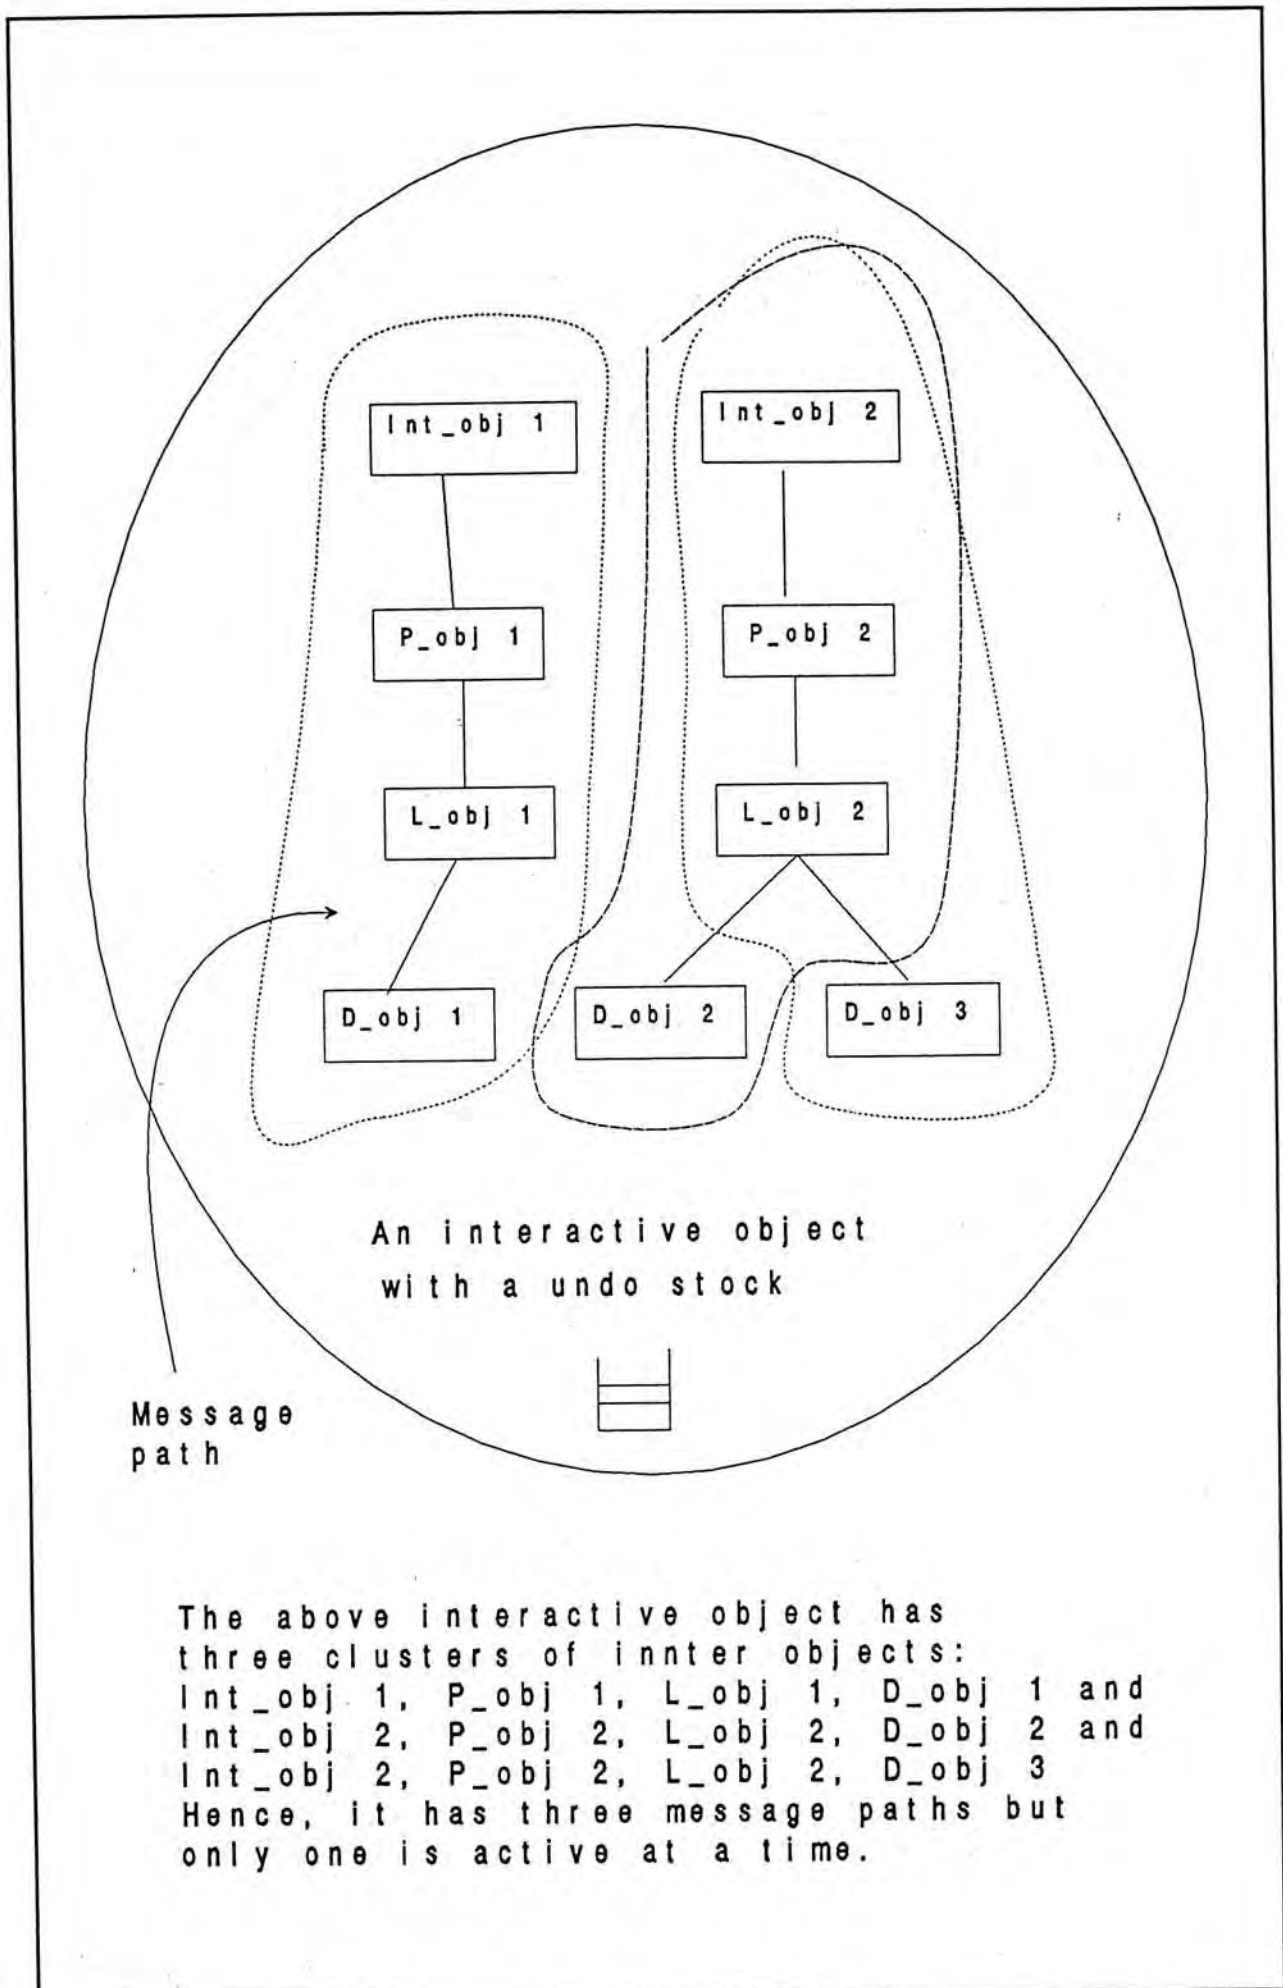 Int_obj 1
Int_obj 2
P_obj 1
P_obj 2
L_obj 1
L_obj 2
D_obj 1
D_obj 2
D_obj 3
An interactive object
with a undo stock
Message
path
The above interactive object has
three clusters of innter objects:
Int_obj 1, P_obj 1, L_obj 1, D_obj 1 and
Int_obj 2, P_obj 2, L_obj 2, D_obj 2 and
Int_obj 2, P_obj 2, L_obj 2, D_obj 3
Hence, it has three message paths but
only one is active at a time.